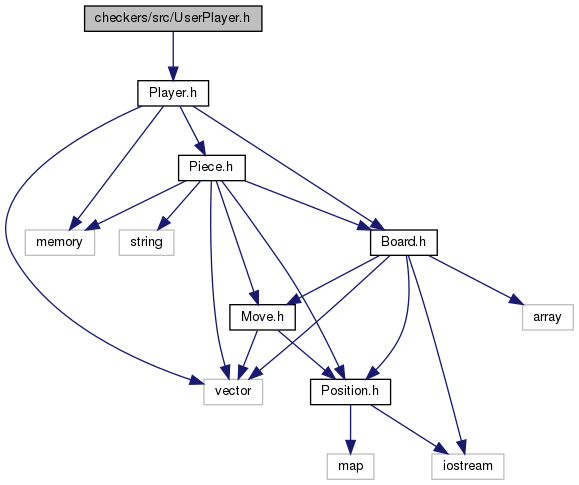 checkers/src/UserPlayer.h
Player.h
Piece.h
memory
string
Board.h
Move.h
array
vector
Position.h
map
iostream